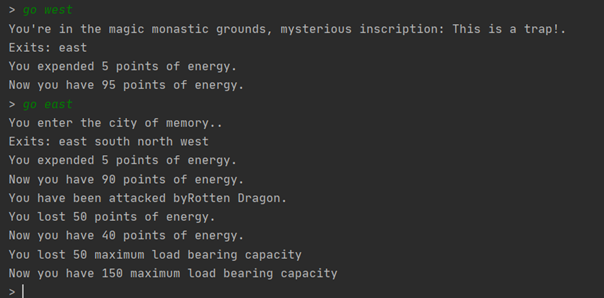 > go west
You're in the magic monastic grounds, mysterious inscription: This is a trap!.
Exits: east
You expended 5 points of energy.
Now you have 95 points of energy.
> go east
You enter the city of memory..
Exits: east south north west
You expended 5 points of energy.
Now you have 90 points of energy.
You have been attacked byRotten Dragon.
You lost 50 points of energy.
Now you have 40 points of energy.
You lost 50 maximum load bearing capacity
Now you have 150 maximum load bearing capacity
>